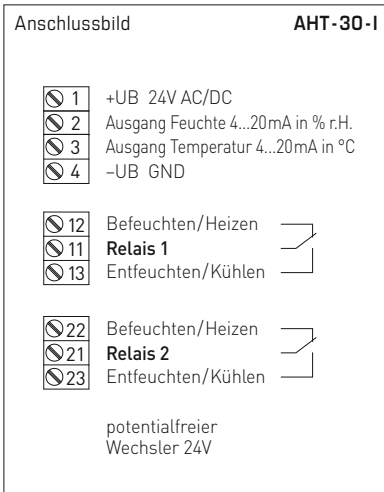 Anschlussbild AHT-30-I
1 +UB 24V AC/DC
2 Ausgang Feuchte 4...20mA in % r.H.
3 Ausgang Temperatur 4...20mA in °C
4 –UB GND
12 Befeuchten/Heizen
11 Relais 1
13 Entfeuchten/Kühlen
22 Befeuchten/Heizen
21 Relais 2
23 Entfeuchten/Kühlen
potentialfreier
Wechsler 24V